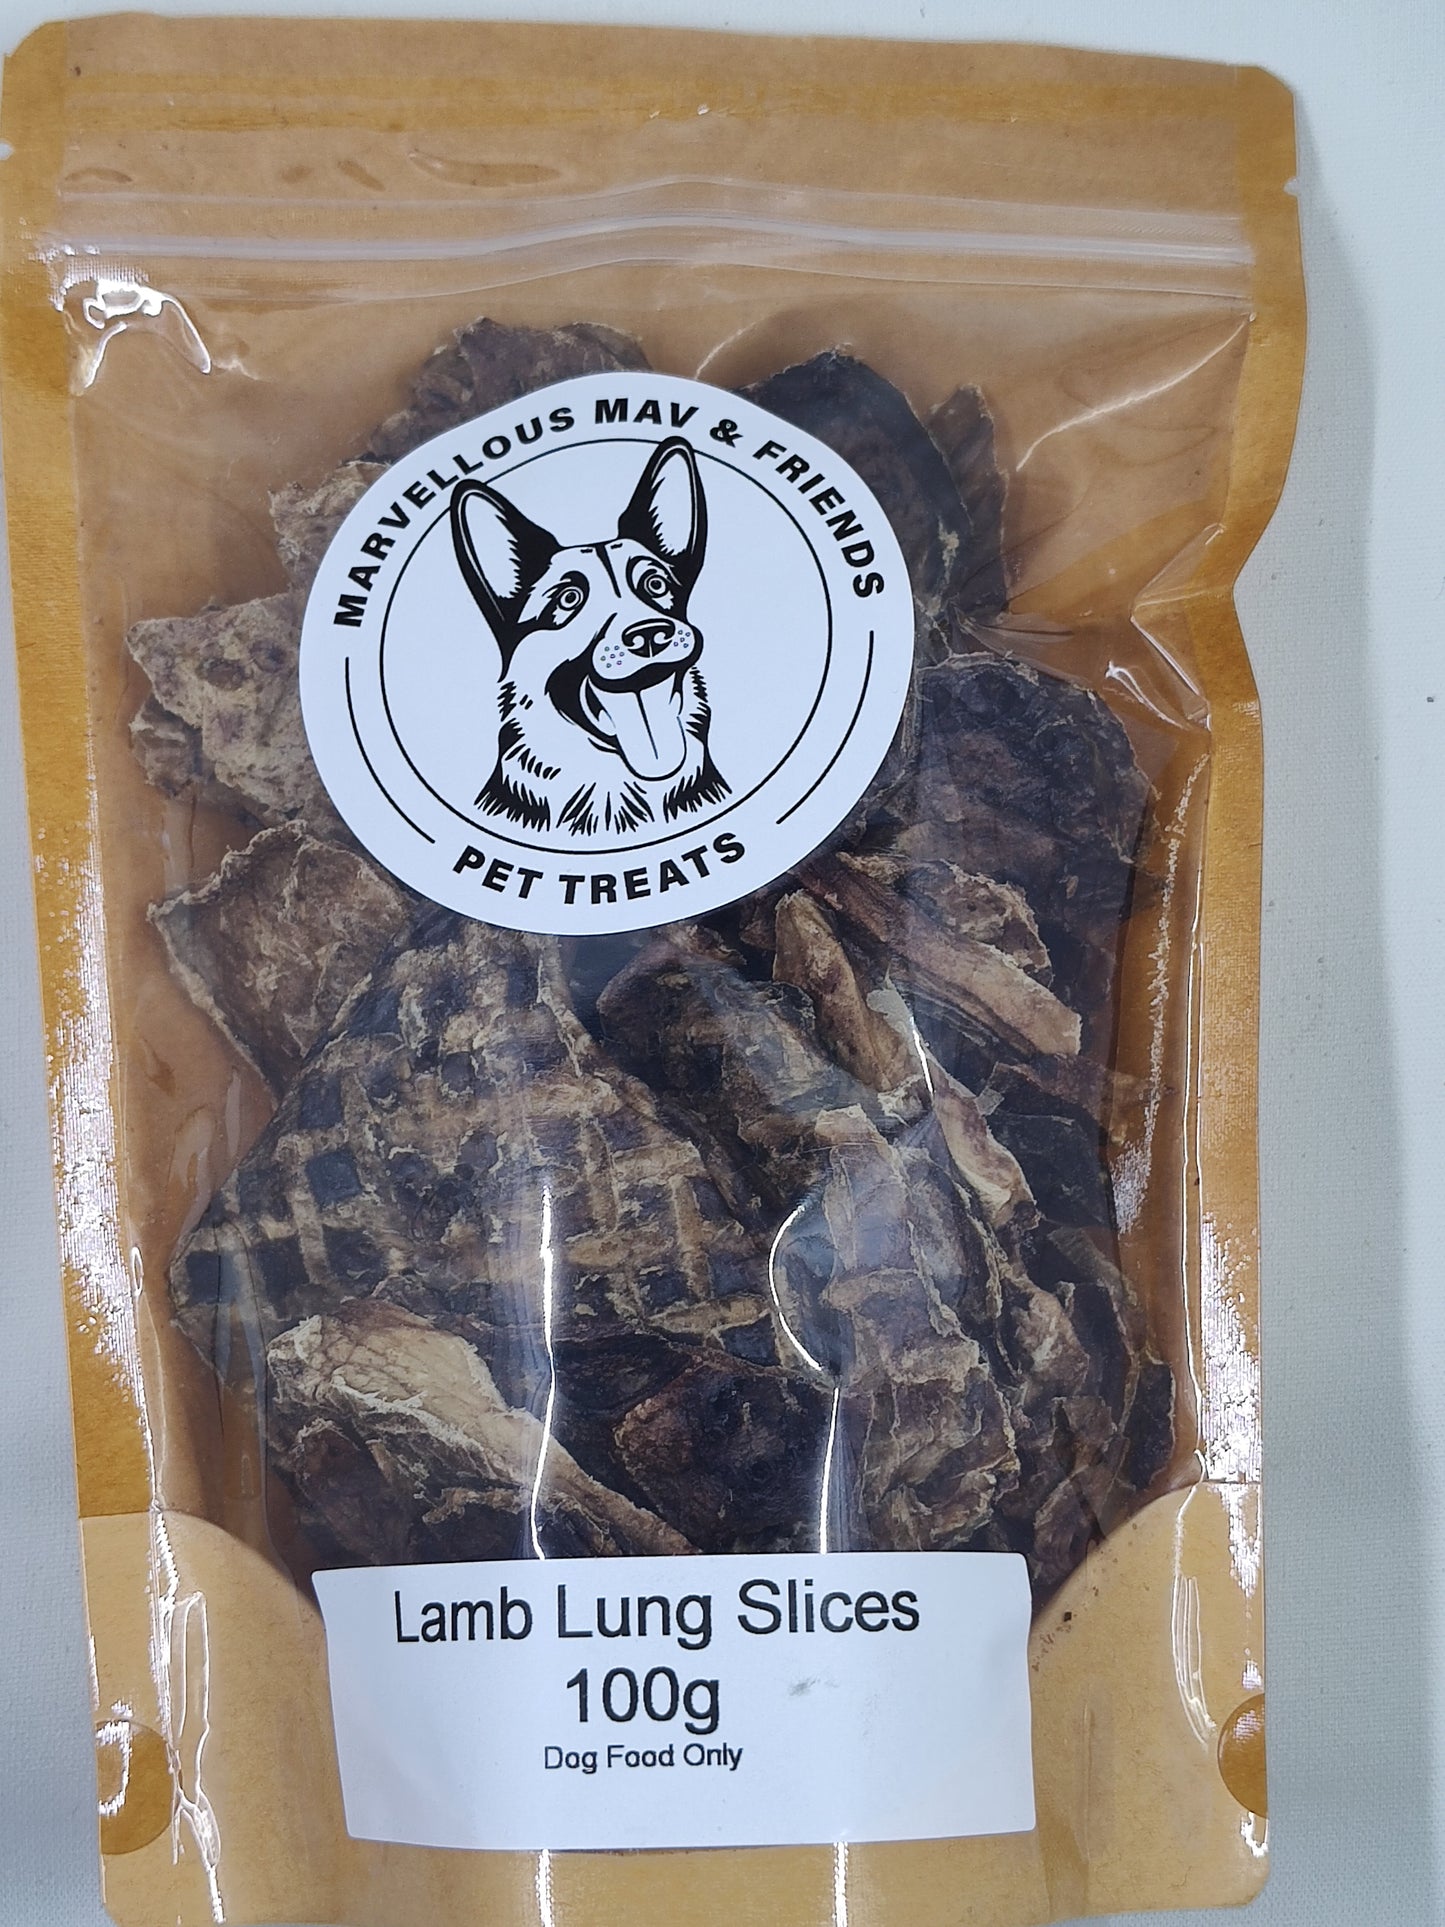 MARVELLOUS MAV & FRIENDS
PET TREATS
Lamb Lung Slices
100g
Dog Food Only